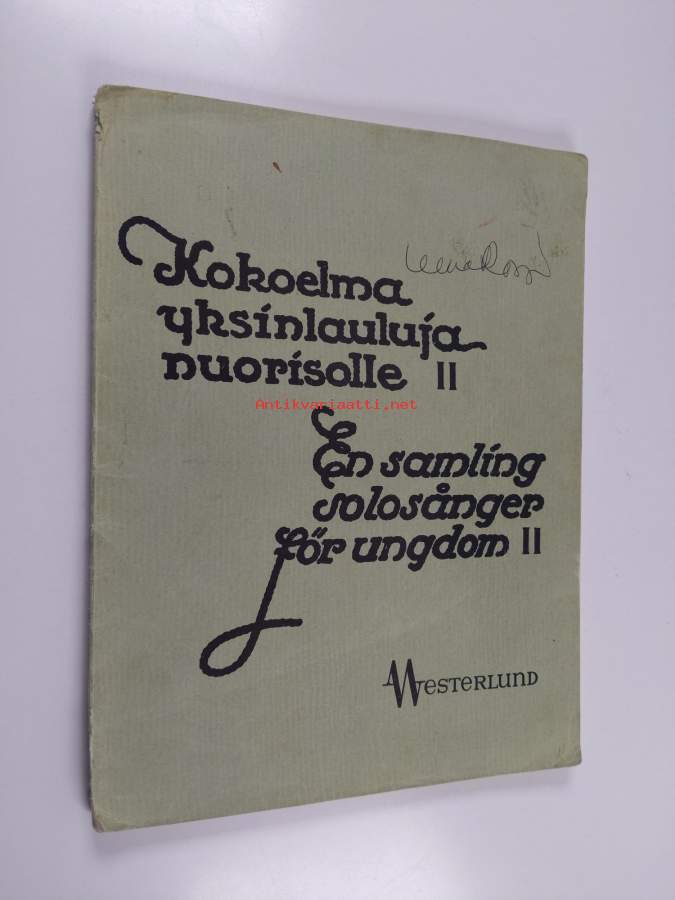 Kokoelma
yksinlauluja
nuorisolle II
Antikvariaatti.net
En samling
solosånger
för ungdom II
Westerlund